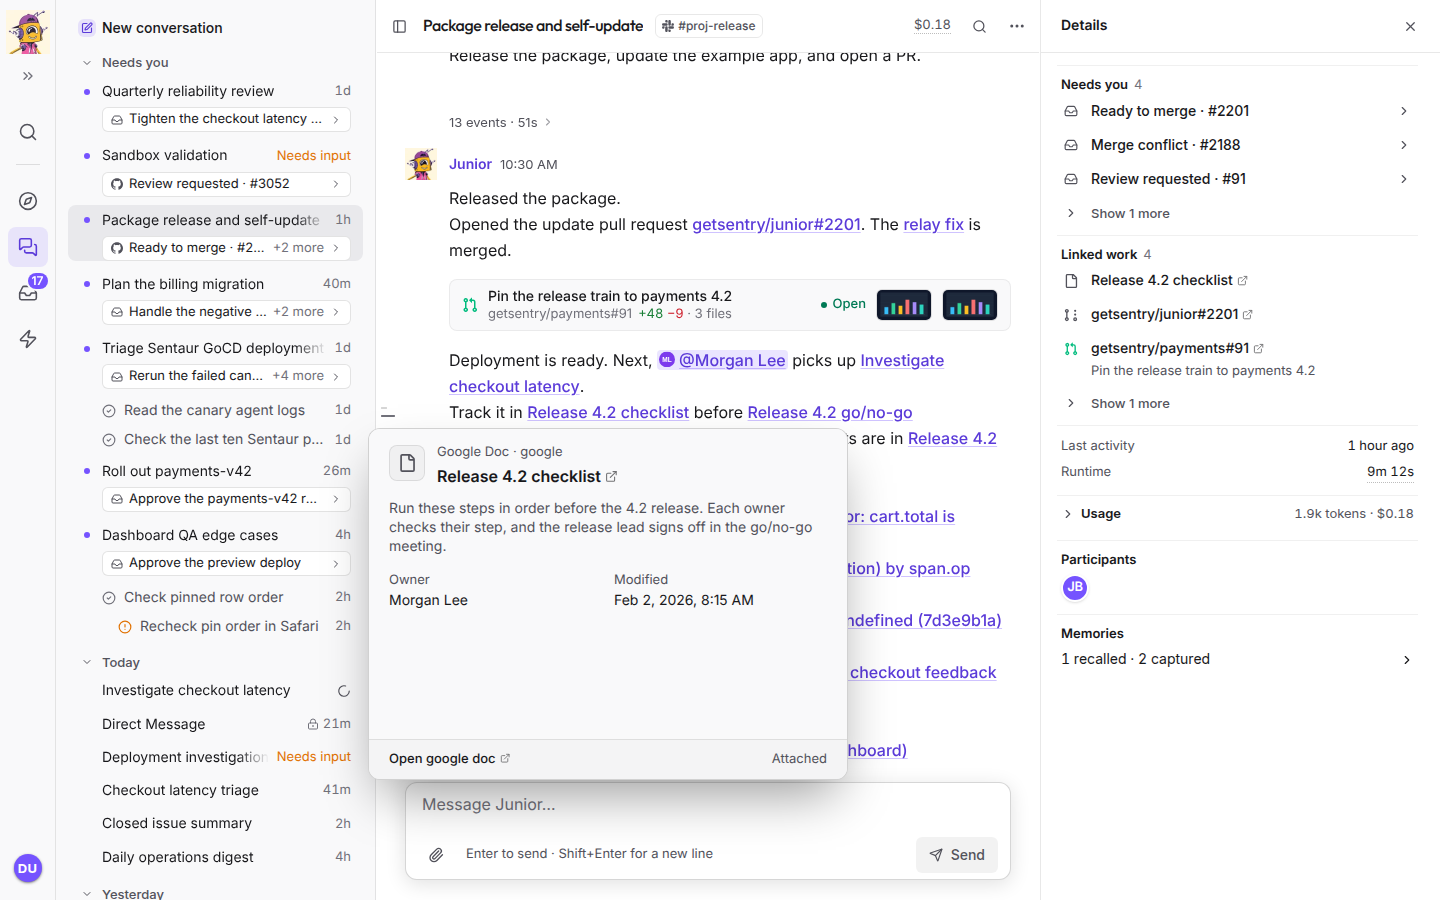 New conversation
Needs you
Quarterly reliability review 1d
Tighten the checkout latency ...
Sandbox validation Needs input
Review requested · #3052
Package release and self-update 1h
Ready to merge · #2... +2 more
Plan the billing migration 40m
Handle the negative ... +2 more
Triage Sentaur GoCD deployment 1d
Rerun the failed can... +4 more
Read the canary agent logs 1d
Check the last ten Sentaur p... 1d
Roll out payments-v42 26m
Approve the payments-v42 r...
Dashboard QA edge cases 4h
Approve the preview deploy
Check pinned row order 2h
Recheck pin order in Safari 2h
Today
Investigate checkout latency
Direct Message 21m
Deployment investigation Needs input
Checkout latency triage 41m
Closed issue summary 2h
Daily operations digest 4h
Yesterday
17
DU
Package release and self-update #proj-release $0.18
Release the package, update the example app, and open a PR.
13 events · 51s
Junior 10:30 AM
Released the package.
Opened the update pull request getsentry/junior#2201. The relay fix is
merged.
Pin the release train to payments 4.2
getsentry/payments#91 +48 −9 · 3 files
Open
Deployment is ready. Next, ML @Morgan Lee picks up Investigate
checkout latency.
Track it in Release 4.2 checklist before Release 4.2 go/no-go
s are in Release 4.2
or: cart.total is
tion) by span.op
ndefined (7d3e9b1a)
checkout feedback
hboard)
Google Doc · google
Release 4.2 checklist
Run these steps in order before the 4.2 release. Each owner
checks their step, and the release lead signs off in the go/no-go
meeting.
Owner Modified
Morgan Lee Feb 2, 2026, 8:15 AM
Open google doc Attached
Message Junior...
Enter to send · Shift+Enter for a new line
Send
Details
Needs you 4
Ready to merge · #2201
Merge conflict · #2188
Review requested · #91
Show 1 more
Linked work 4
Release 4.2 checklist
getsentry/junior#2201
getsentry/payments#91
Pin the release train to payments 4.2
Show 1 more
Last activity 1 hour ago
Runtime 9m 12s
Usage 1.9k tokens · $0.18
Participants
JB
Memories
1 recalled · 2 captured